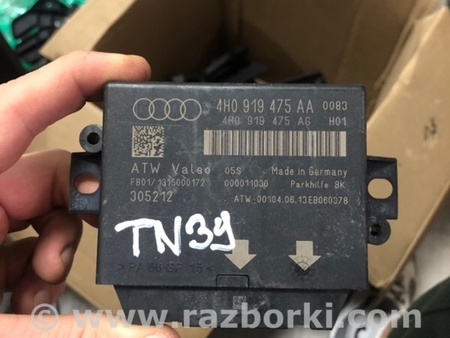 4H0 919 475 AA 0083
4H0 919 475 AG H01
ATW Valeo 05S Made in Germany
FB01/1315000172 000011030 Parkhilfe 8K
305212 ATW-00104.06.13EB060378
TN39
www.razborki.com